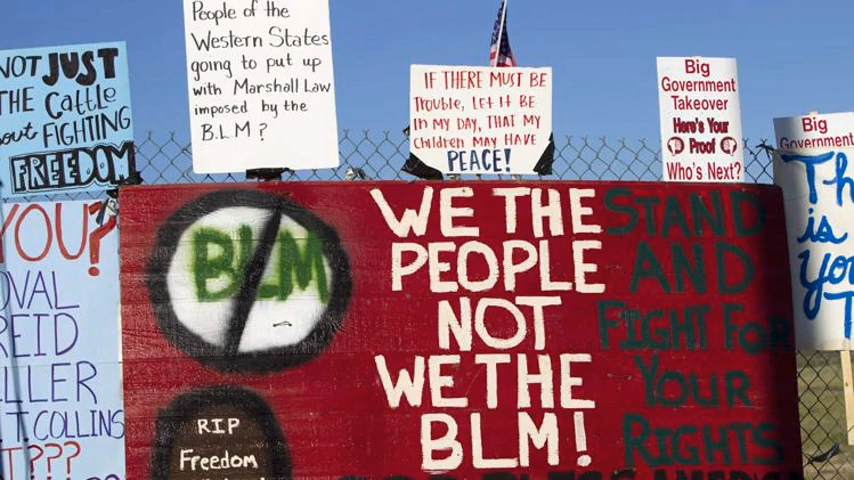 NOT JUST
THE CaTTLe
out FIGHTING
FREEDOM
YOU?
OVAL
REID
LLER
T COLLINS
T???
People of the
Western States
going to put up
with Marshall Law
imposed by the
B.L.M?
IF THERE MUST BE
TROUBLE, LET IT BE
IN MY DAY, THAT MY
CHILDREN MAY HAVE
PEACE!
Big
Government
Takeover
Here's Your
Proof
Who's Next?
Big
Government
Th
is
Yo
T
BLM
RIP
Freedom
WE THE
PEOPLE
NOT
WE THE
BLM!
STAND
AND
FIGHT FOR
YOUR
RIGHTS